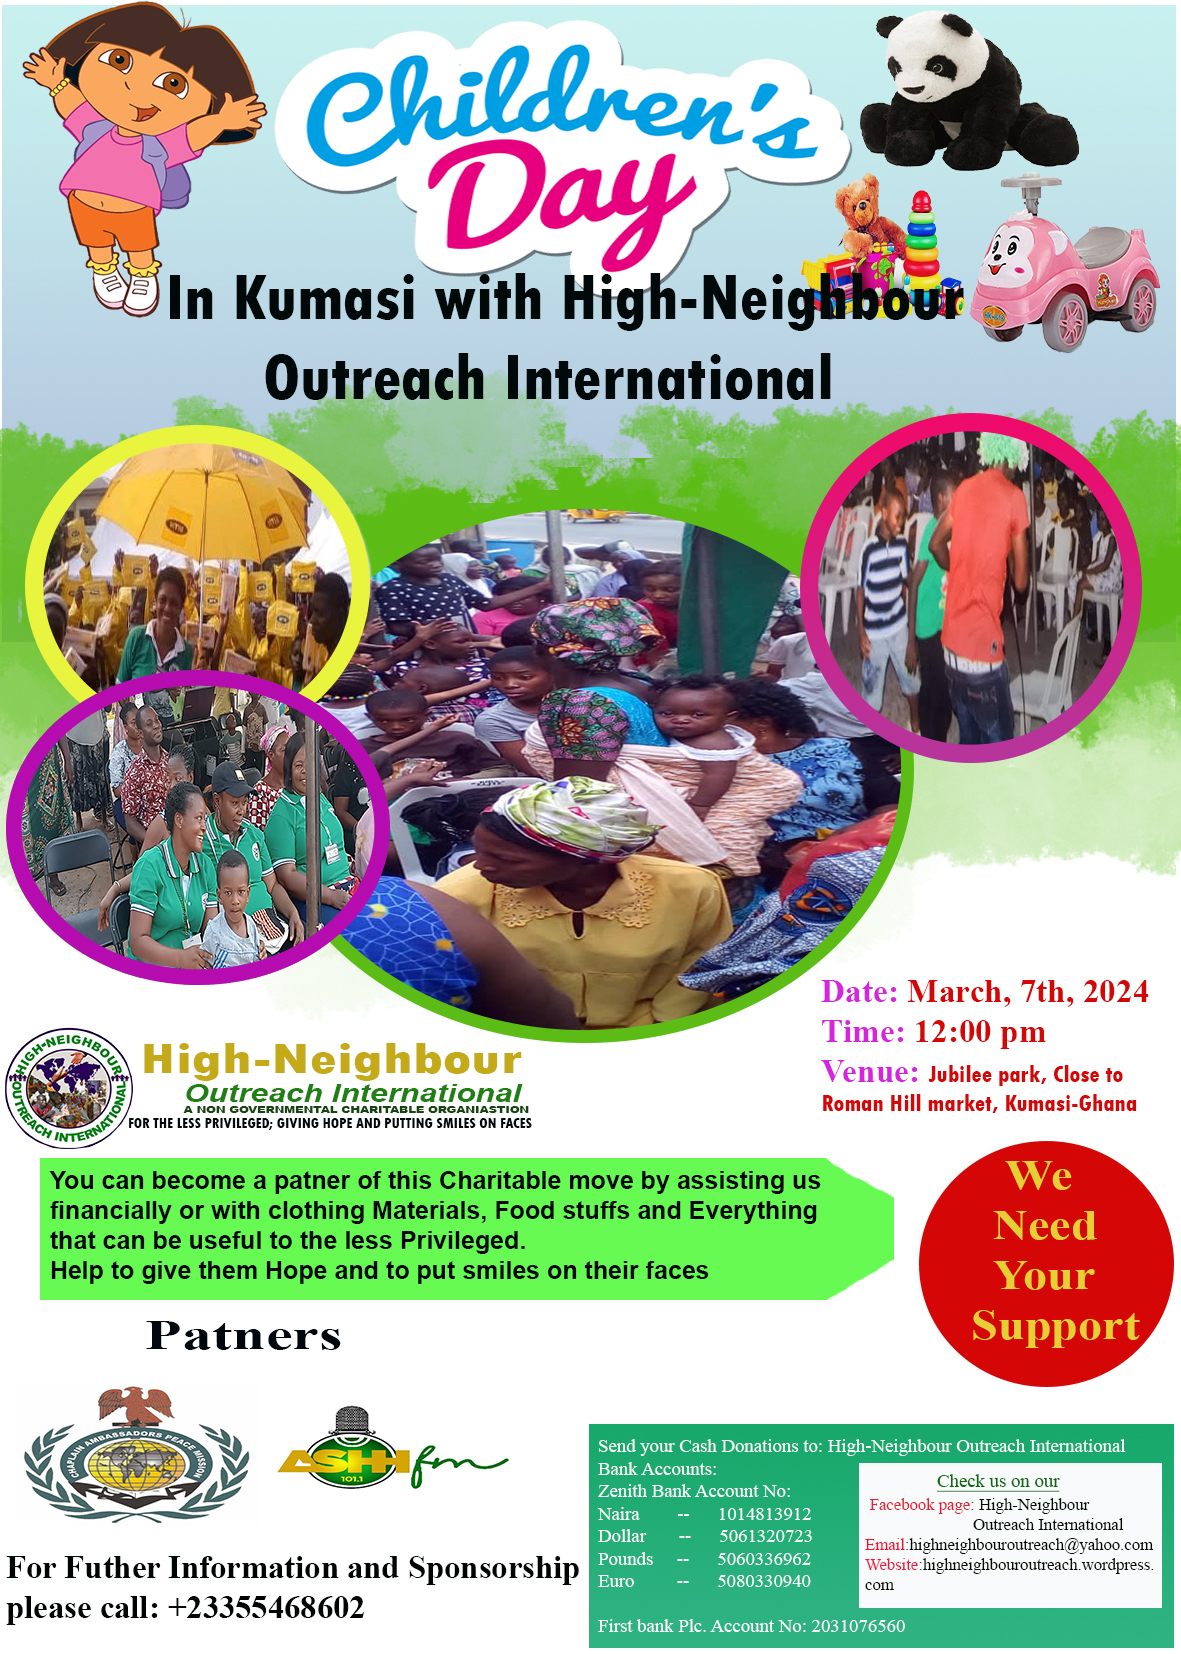 Children's
Day
In Kumasi with High-Neighbour
Outreach International
MTN
MTN
Date: March, 7th, 2024
Time: 12:00 pm
Venue: Jubilee park, Close to
Roman Hill market, Kumasi-Ghana
HIGH-NEIGHBOUR
OUTREACH INTERNATIONAL
High-Neighbour
Outreach International
A NON GOVERNMENTAL CHARITABLE ORGANIASTION
FOR THE LESS PRIVILEGED; GIVING HOPE AND PUTTING SMILES ON FACES
You can become a patner of this Charitable move by assisting us
financially or with clothing Materials, Food stuffs and Everything
that can be useful to the less Privileged.
Help to give them Hope and to put smiles on their faces
We
Need
Your
Support
Patners
CHAPLAIN AMBASSADORS PEACE MISSION
ASHH fm
101.1
For Futher Information and Sponsorship
please call: +23355468602
Send your Cash Donations to: High-Neighbour Outreach International
Bank Accounts:
Zenith Bank Account No:
Naira -- 1014813912
Dollar -- 5061320723
Pounds -- 5060336962
Euro -- 5080330940
First bank Plc. Account No: 2031076560
Check us on our
Facebook page: High-Neighbour
Outreach International
Email:highneighbouroutreach@yahoo.com
Website:highneighbouroutreach.wordpress.
com